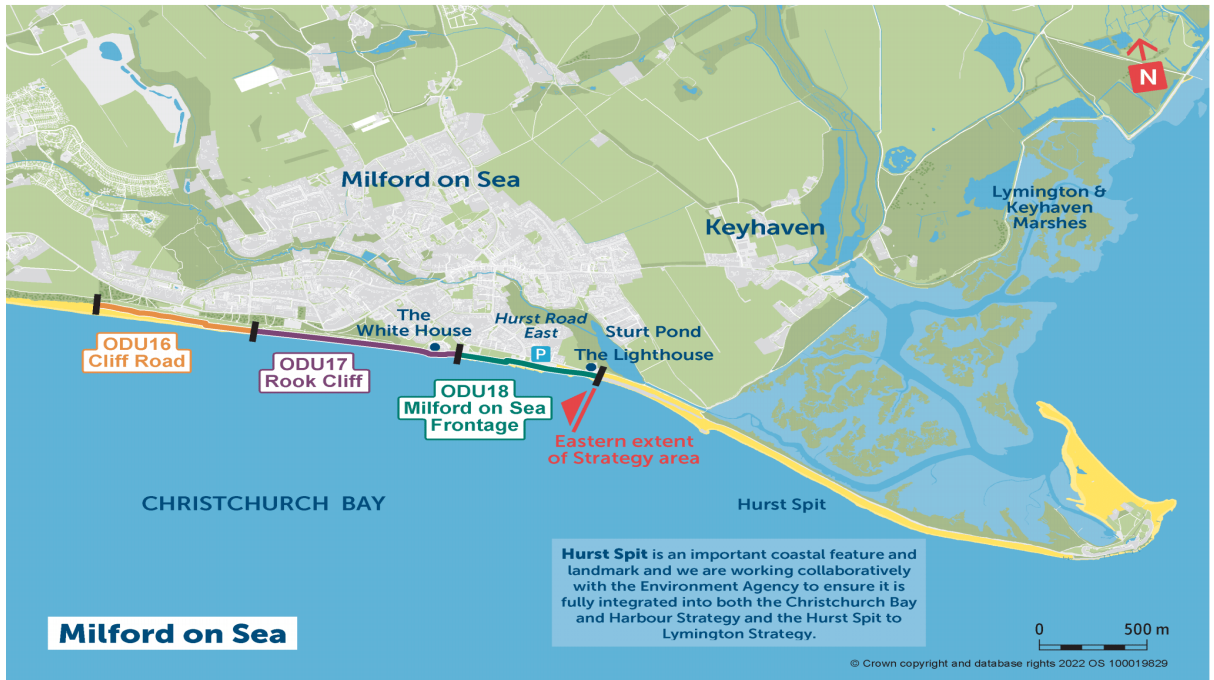 N
Milford on Sea
Lymington &
Keyhaven
Marshes
Keyhaven
The
White House
Hurst Road
East
P
Sturt Pond
The Lighthouse
ODU16
Cliff Road
ODU17
Rook Cliff
ODU18
Milford on Sea
Frontage
Eastern extent
of Strategy area
CHRISTCHURCH BAY
Hurst Spit
Hurst Spit is an important coastal feature and
landmark and we are working collaboratively
with the Environment Agency to ensure it is
fully integrated into both the Christchurch Bay
and Harbour Strategy and the Hurst Spit to
Lymington Strategy.
Milford on Sea
0 500 m
© Crown copyright and database rights 2022 OS 100019829